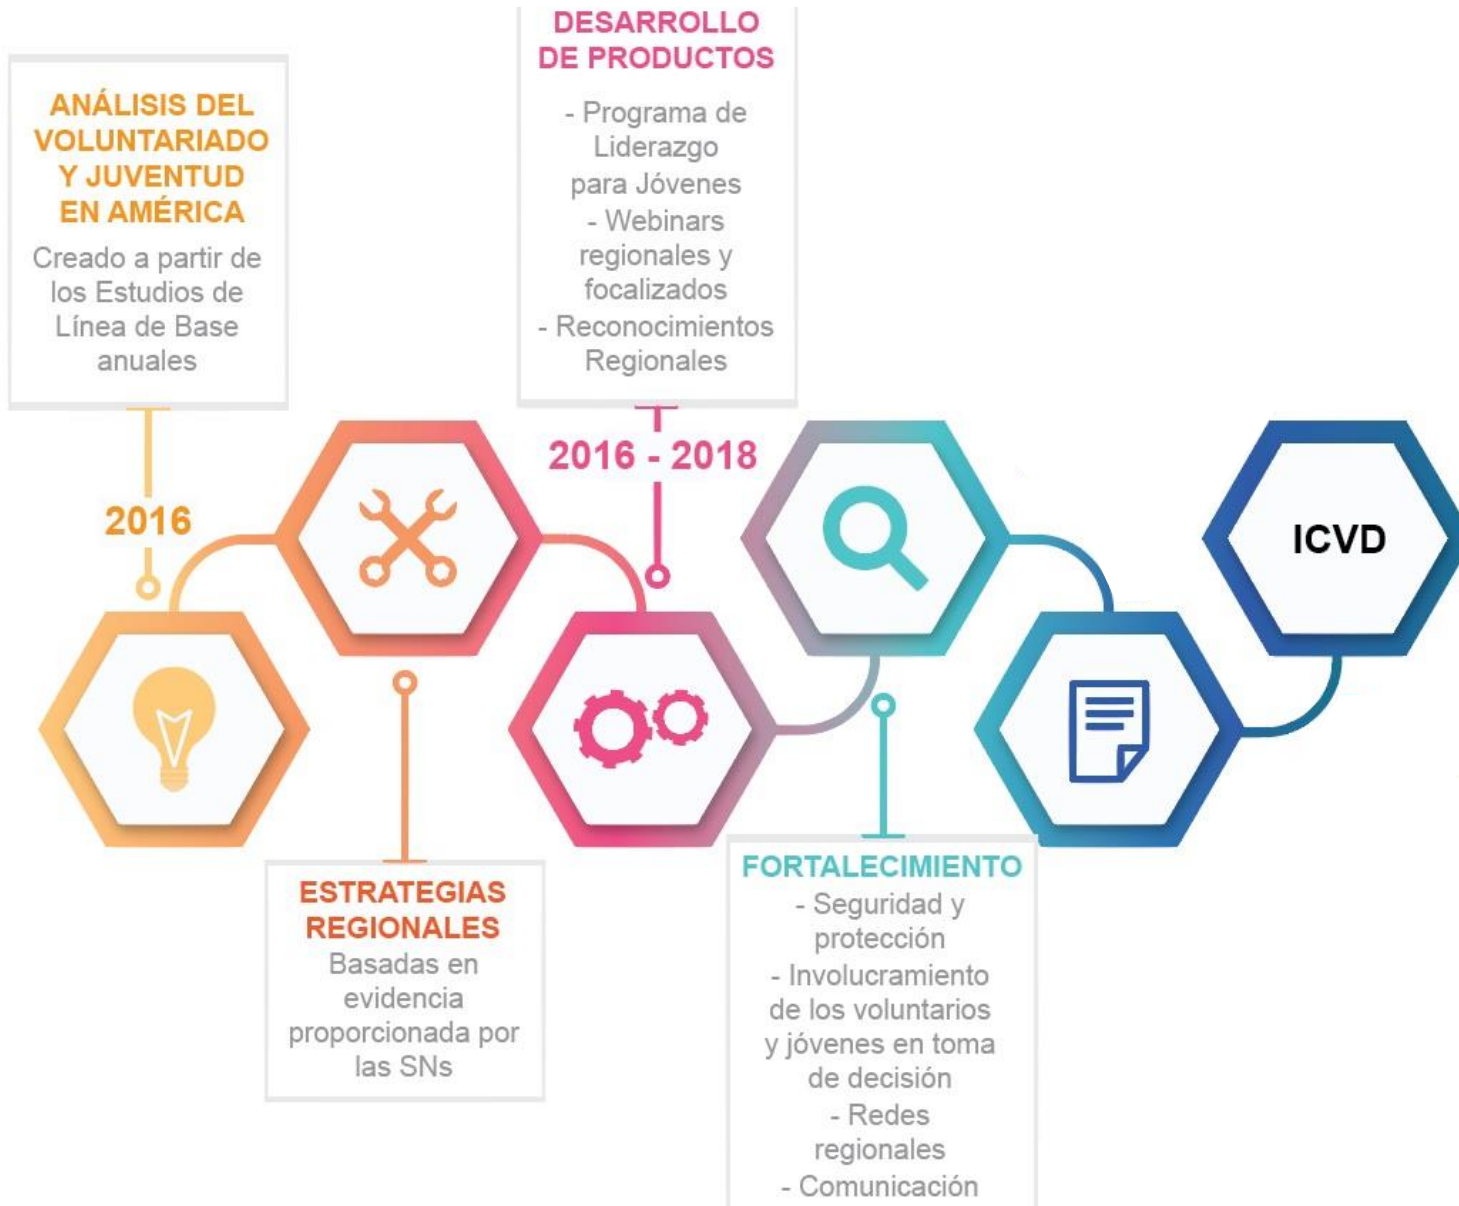 ANÁLISIS DEL
VOLUNTARIADO
Y JUVENTUD
EN AMÉRICA
Creado a partir de
los Estudios de
Línea de Base
anuales
2016
ESTRATEGIAS
REGIONALES
Basadas en
evidencia
proporcionada por
las SNs
DESARROLLO
DE PRODUCTOS
- Programa de
Liderazgo
para Jóvenes
- Webinars
regionales y
focalizados
- Reconocimientos
Regionales
2016 - 2018
FORTALECIMIENTO
- Seguridad y
protección
- Involucramiento
de los voluntarios
y jóvenes en toma
de decisión
- Redes
regionales
- Comunicación
ICVD